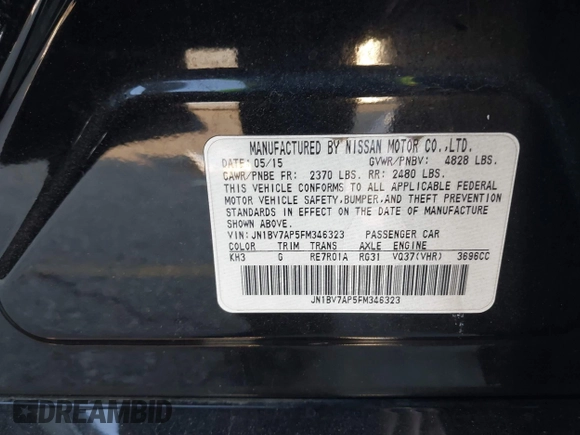 MANUFACTURED BY NISSAN MOTOR CO.,LTD.
DATE: 05/15 GVWR/PNBV: 4828 LBS.
GAWR/PNBE FR: 2370 LBS. RR: 2480 LBS.
THIS VEHICLE CONFORMS TO ALL APPLICABLE FEDERAL
MOTOR VEHICLE SAFETY,BUMPER,AND THEFT PREVENTION
STANDARDS IN EFFECT ON THE DATE OF MANUFACTURE
SHOWN ABOVE.
VIN: JN1BV7AP5FM346323 PASSENGER CAR
COLOR TRIM TRANS AXLE ENGINE
KH3 G RE7R01A RG31 VQ37(VHR) 3696CC
JN1BV7AP5FM346323
DREAMBID